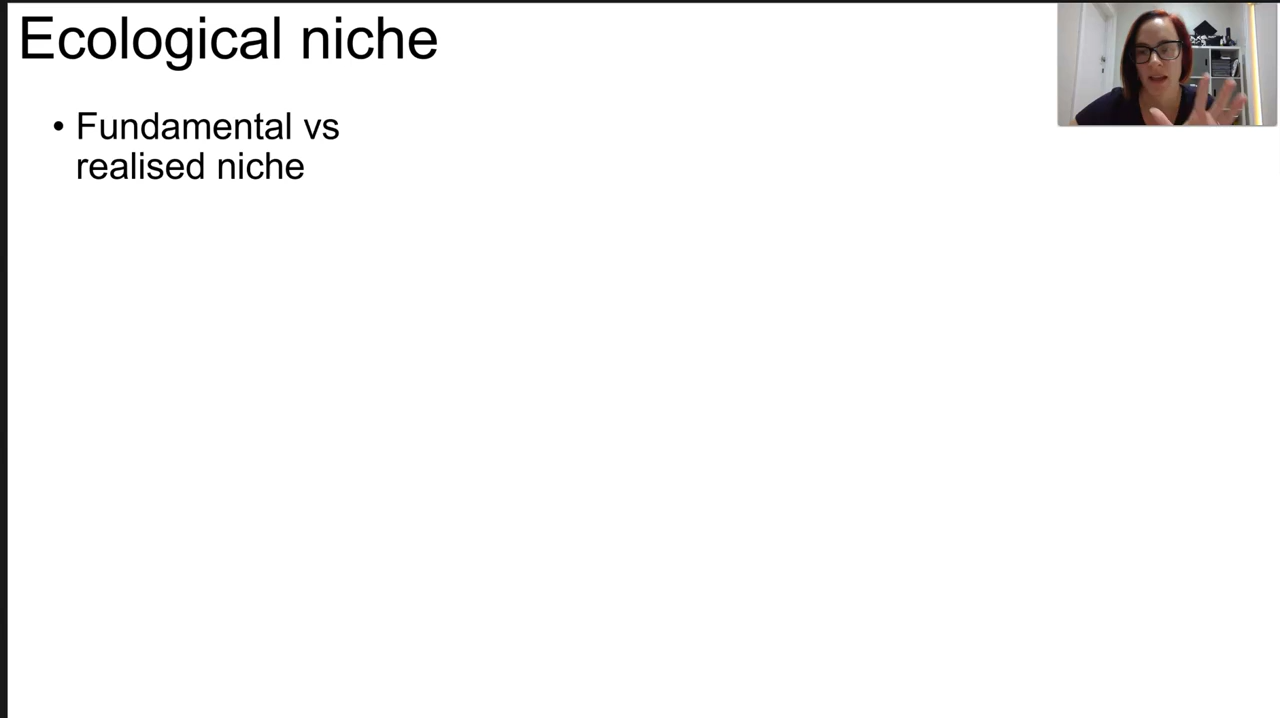 Ecological niche
• Fundamental vs
realised niche